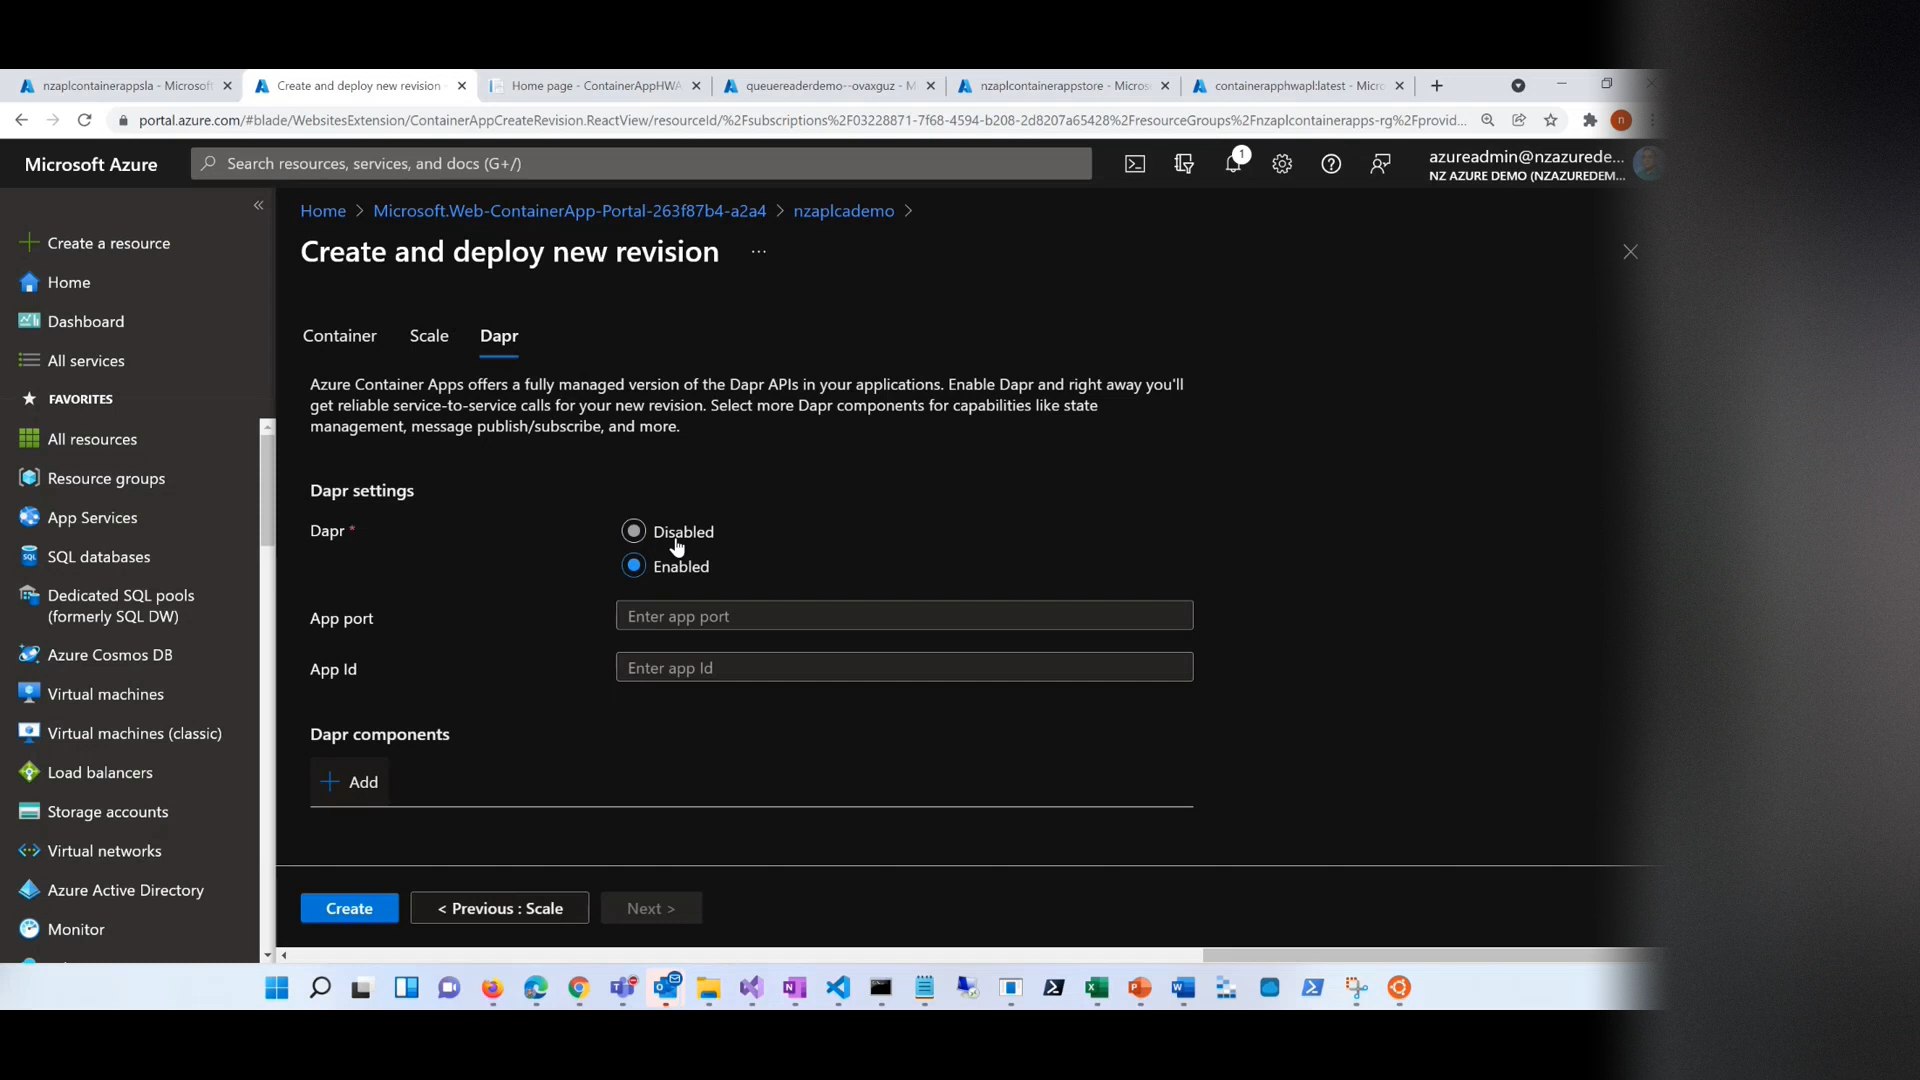 nzaplcontainerappsla - Microsoft
Create and deploy new revision
Home page - ContainerAppHWA
queuereaderdemo--ovaxguz - M
nzaplcontainerappstore - Micros
containerapphwapl:latest - Micro
portal.azure.com/#blade/WebsitesExtension/ContainerAppCreateRevision.ReactView/resourceId/%2Fsubscriptions%2F03228871-7f68-4594-b208-2d8207a65428%2FresourceGroups%2Fnzaplcontainerapps-rg%2Fprovid...
n
Microsoft Azure
Search resources, services, and docs (G+/)
1
azureadmin@nzazurede...
NZ AZURE DEMO (NZAZUREDEM...
Create a resource
Home
Dashboard
All services
FAVORITES
All resources
Resource groups
App Services
SQL databases
Dedicated SQL pools
(formerly SQL DW)
Azure Cosmos DB
Virtual machines
Virtual machines (classic)
Load balancers
Storage accounts
Virtual networks
Azure Active Directory
Monitor
Home > Microsoft.Web-ContainerApp-Portal-263f87b4-a2a4 > nzaplcademo >
Create and deploy new revision ...
Container Scale Dapr
Azure Container Apps offers a fully managed version of the Dapr APIs in your applications. Enable Dapr and right away you'll
get reliable service-to-service calls for your new revision. Select more Dapr components for capabilities like state
management, message publish/subscribe, and more.
Dapr settings
Dapr *
Disabled
Enabled
App port
Enter app port
App Id
Enter app Id
Dapr components
+ Add
Create
< Previous : Scale
Next >